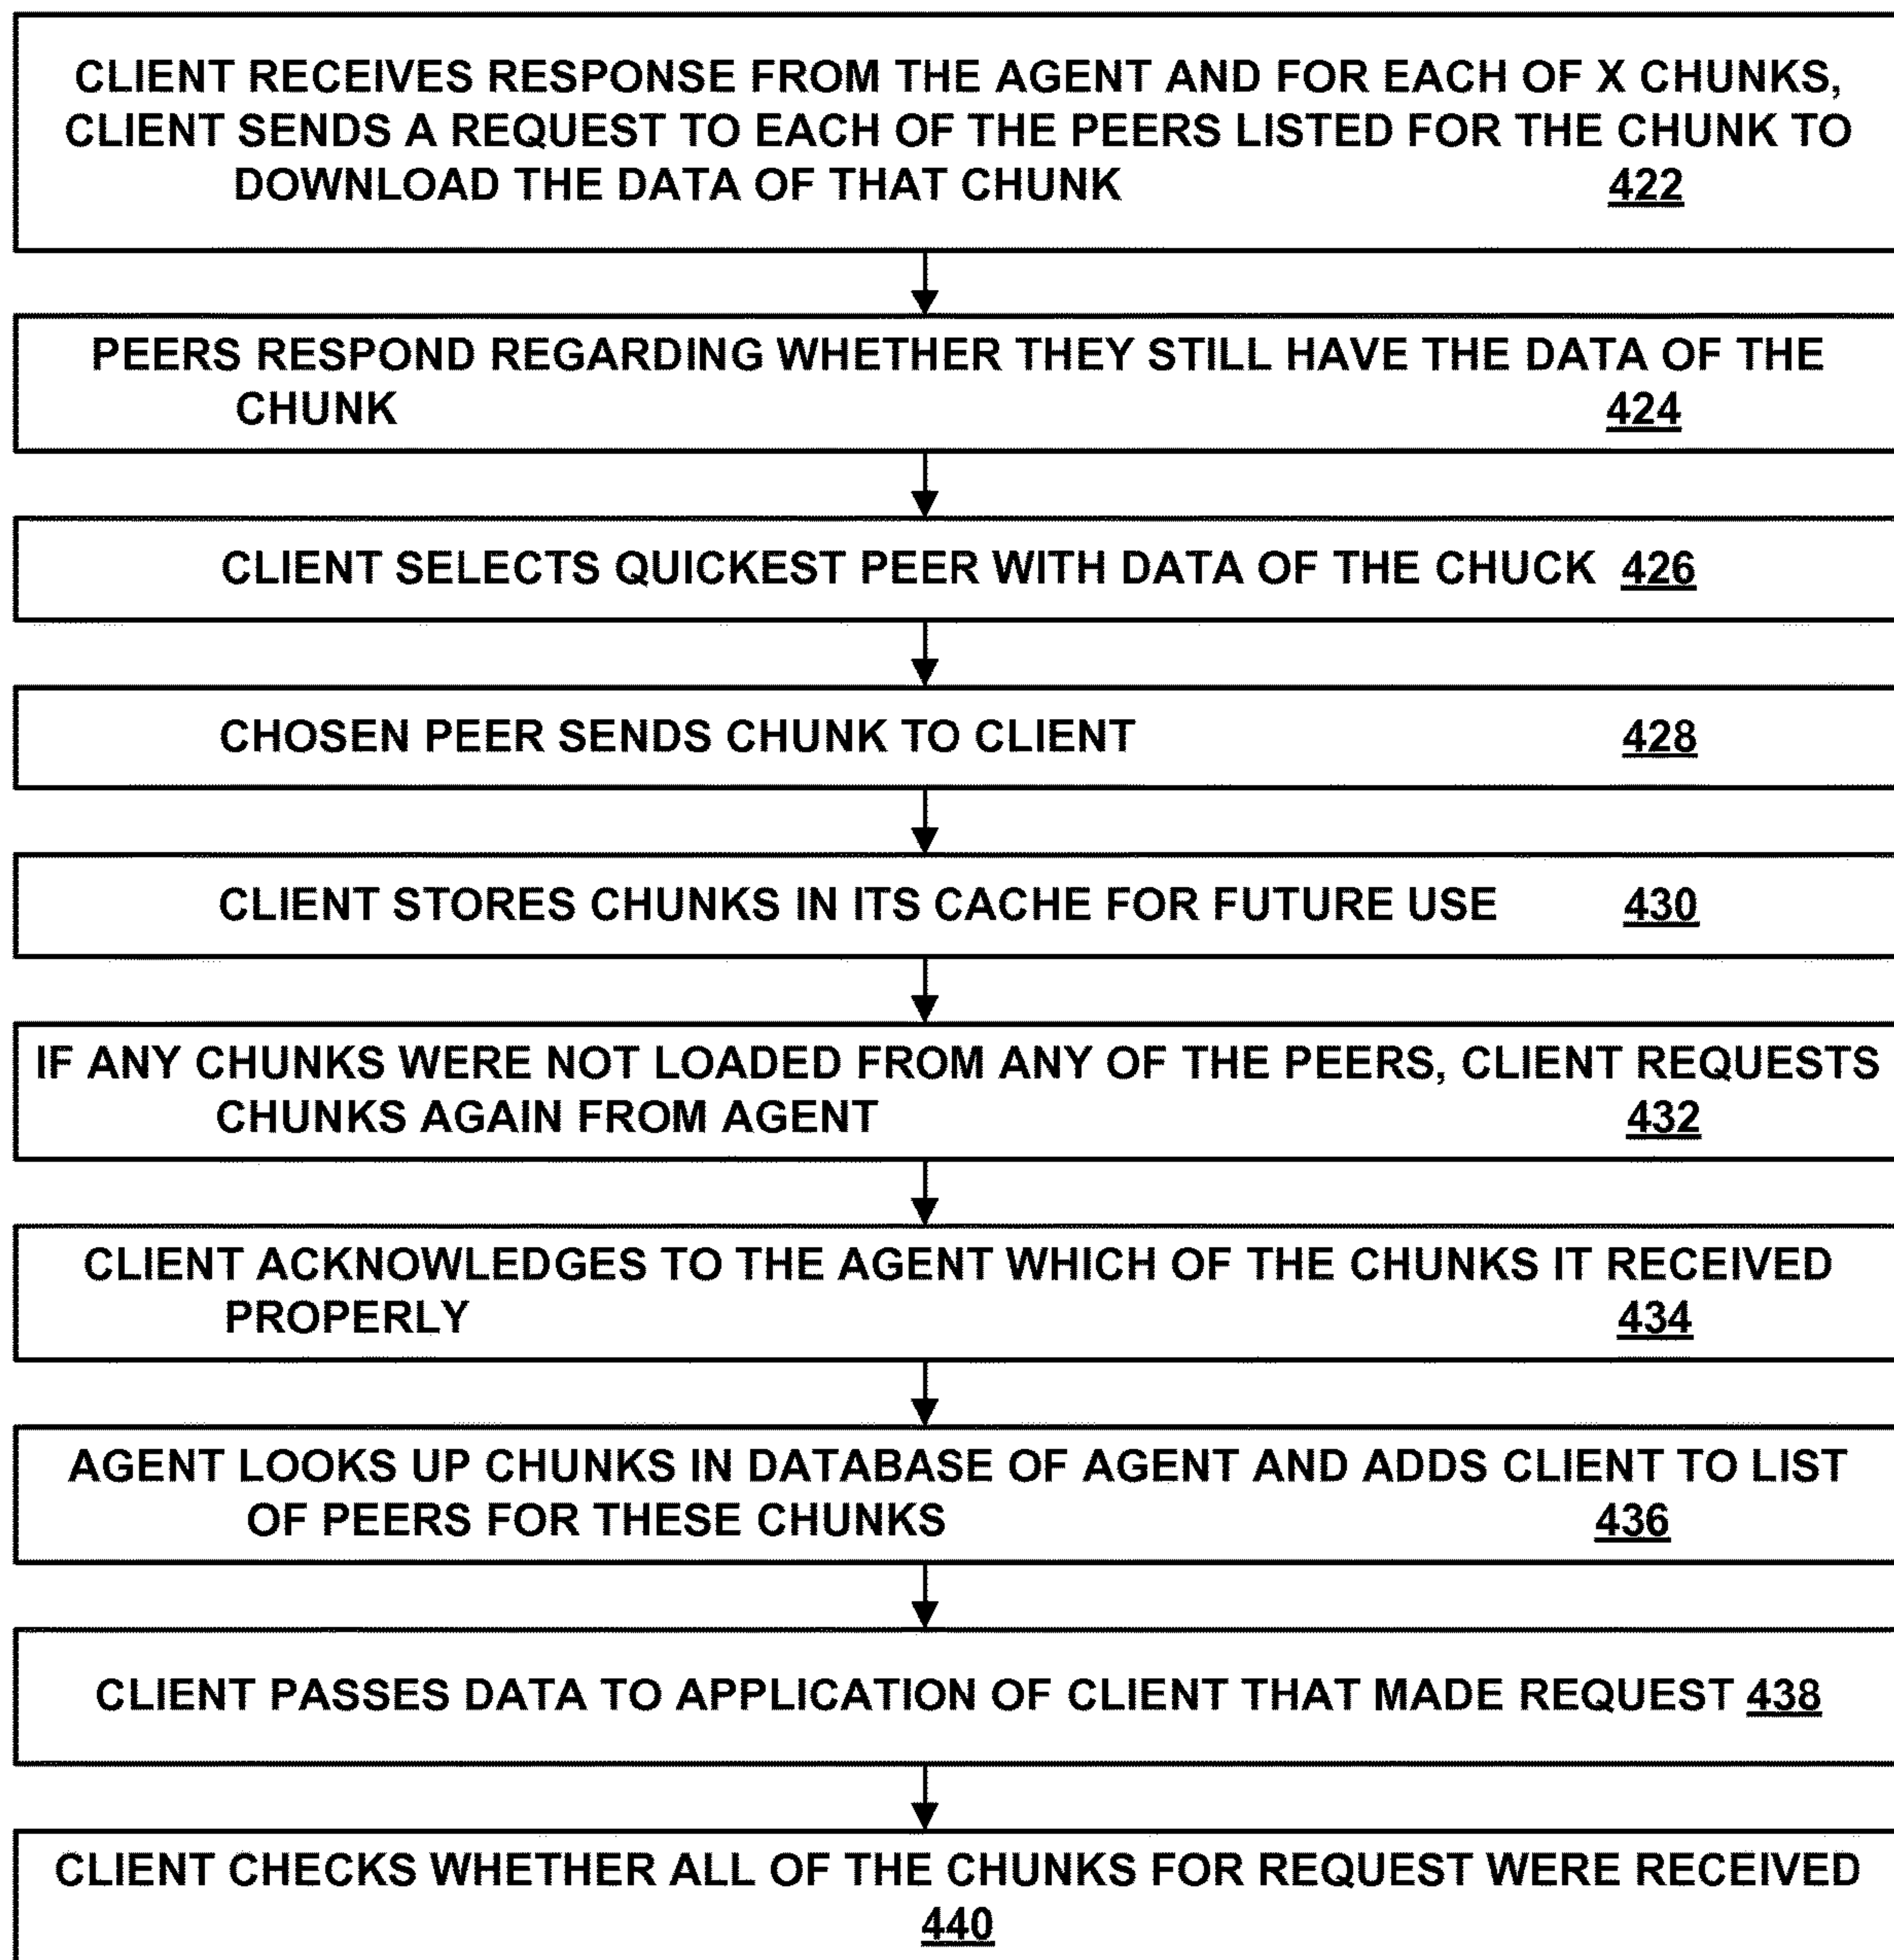 CLIENT RECEIVES RESPONSE FROM THE AGENT AND FOR EACH OF X CHUNKS,
CLIENT SENDS A REQUEST TO EACH OF THE PEERS LISTED FOR THE CHUNK TO
DOWNLOAD THE DATA OF THAT CHUNK 422
PEERS RESPOND REGARDING WHETHER THEY STILL HAVE THE DATA OF THE
CHUNK 424
CLIENT SELECTS QUICKEST PEER WITH DATA OF THE CHUCK 426
CHOSEN PEER SENDS CHUNK TO CLIENT 428
CLIENT STORES CHUNKS IN ITS CACHE FOR FUTURE USE 430
IF ANY CHUNKS WERE NOT LOADED FROM ANY OF THE PEERS, CLIENT REQUESTS
CHUNKS AGAIN FROM AGENT 432
CLIENT ACKNOWLEDGES TO THE AGENT WHICH OF THE CHUNKS IT RECEIVED
PROPERLY 434
AGENT LOOKS UP CHUNKS IN DATABASE OF AGENT AND ADDS CLIENT TO LIST
OF PEERS FOR THESE CHUNKS 436
CLIENT PASSES DATA TO APPLICATION OF CLIENT THAT MADE REQUEST 438
CLIENT CHECKS WHETHER ALL OF THE CHUNKS FOR REQUEST WERE RECEIVED
440